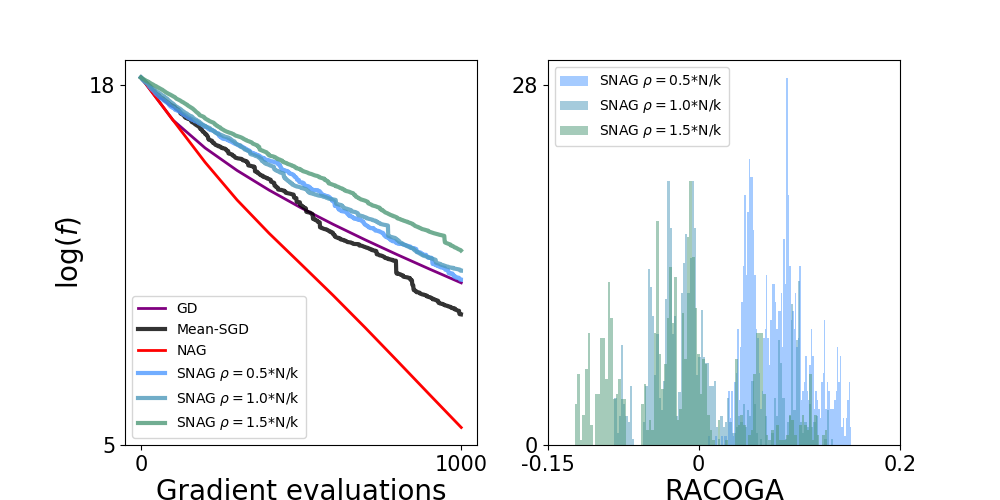 18
log(f)
5
0
1000
Gradient evaluations
GD
Mean-SGD
NAG
SNAG ρ = 0.5*N/k
SNAG ρ = 1.0*N/k
SNAG ρ = 1.5*N/k
28
0
-0.15
0
0.2
RACOGA
SNAG ρ = 0.5*N/k
SNAG ρ = 1.0*N/k
SNAG ρ = 1.5*N/k